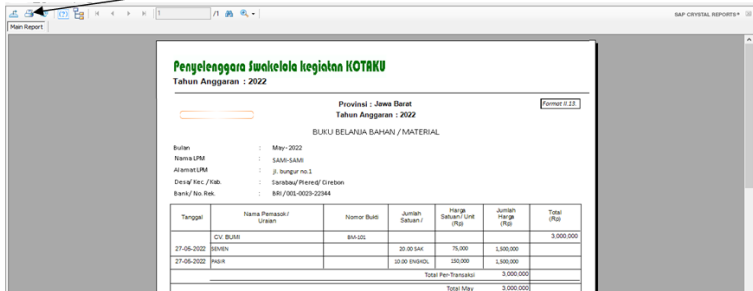 1 /1 SAP CRYSTAL REPORTS®
Main Report
Penyelenggara Swakelola kegiatan KOTAKU
Tahun Anggaran : 2022
Provinsi : Jawa Barat Format II.13.
Tahun Anggaran : 2022
BUKU BELANJA BAHAN / MATERIAL
Bulan : May- 2022
Nama LPM : SAMI-SAMI
Alamat LPM : jl. bungur no.1
Desa/ Kec. / Kab. : Sarabau/ Plered/ Cirebon
Bank/ No. Rek. : BRI / 001-0029-22344
Tanggal Nama Pemasok / Uraian Nomor Bukti Jumlah Satuan / Harga Satuan / Unit (Rp) Jumlah Harga (Rp) Total (Rp)
CV. BUMI BM-101 3,000,000
27-05-2022 SEMEN 20.00 SAK 75,000 1,500,000
27-05-2022 PASIR 10.00 ENGKOL 150,000 1,500,000
Total Per-Transaksi 3,000,000
Total May 3,000,000